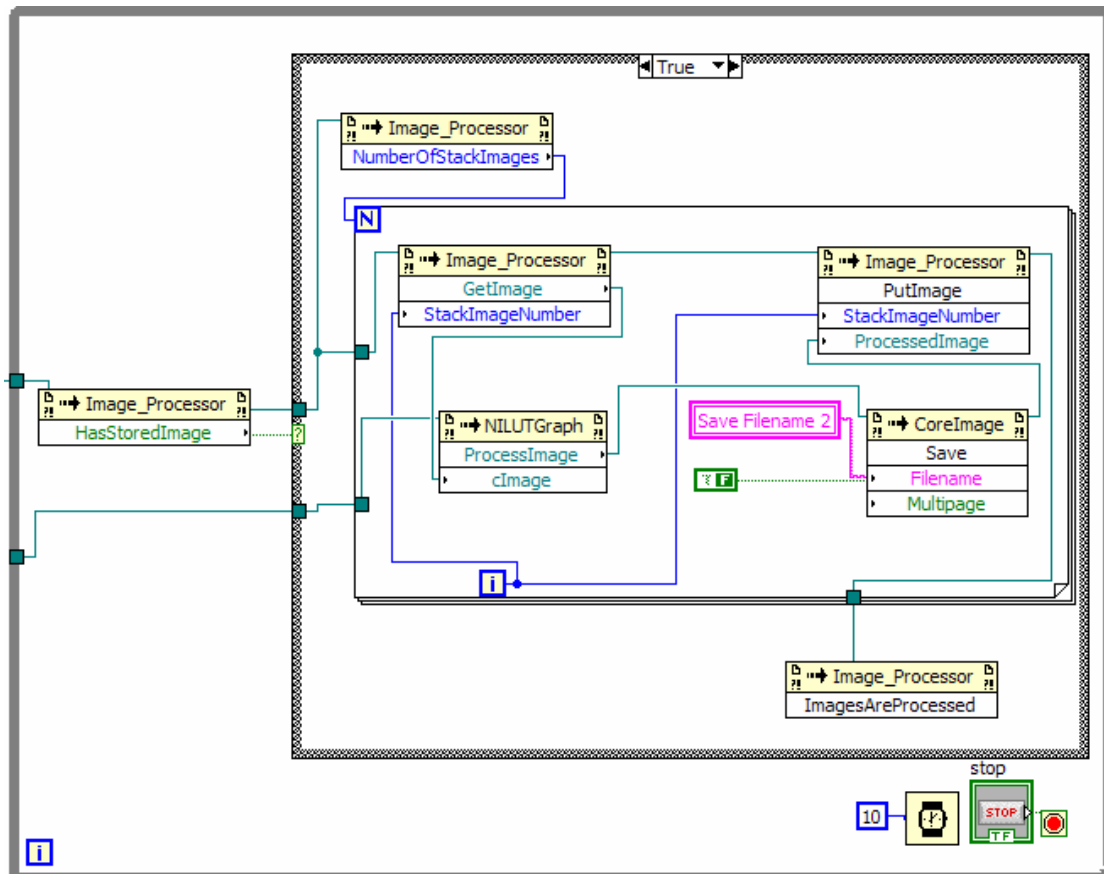 True
Image_Processor
NumberOfStackImages
N
Image_Processor
GetImage
StackImageNumber
Image_Processor
PutImage
StackImageNumber
ProcessedImage
Image_Processor
HasStoredImage
?
NILUTGraph
ProcessImage
cImage
Save Filename 2
F
CoreImage
Save
Filename
Multipage
i
Image_Processor
ImagesAreProcessed
stop
10
STOP
TF
i